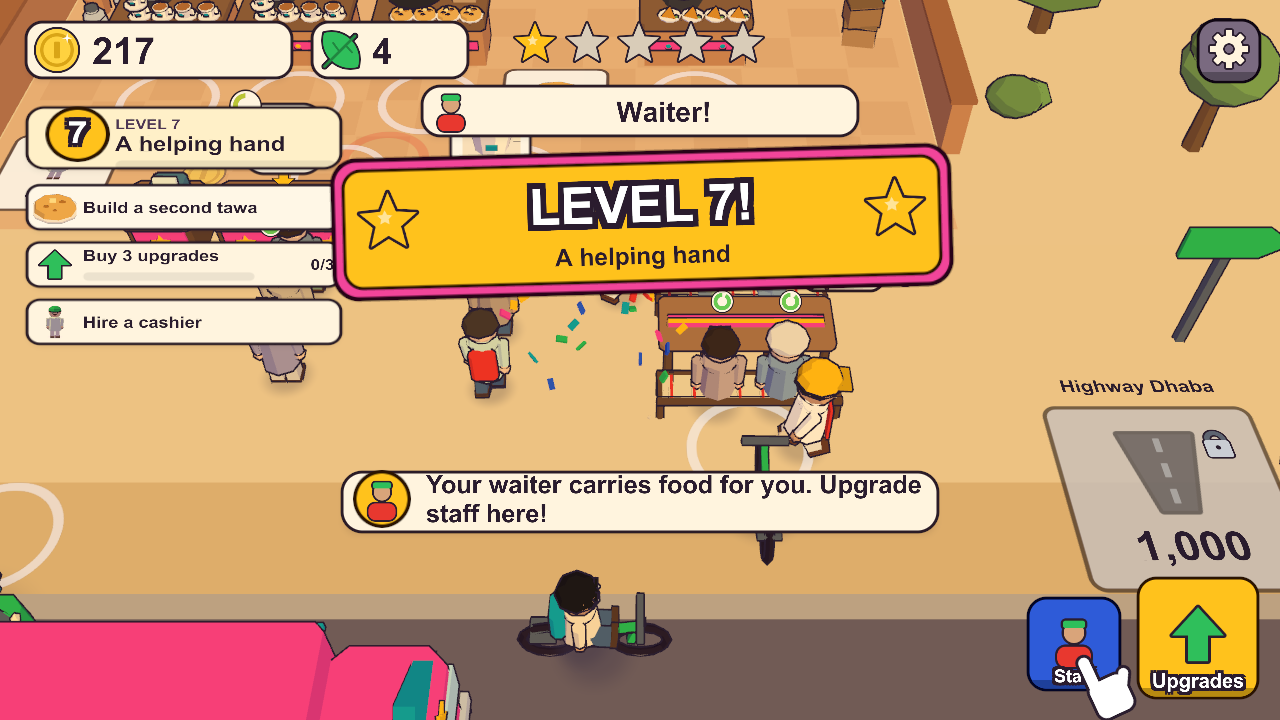 217
4
Waiter!
7
LEVEL 7
A helping hand
LEVEL 7!
A helping hand
Build a second tawa
Buy 3 upgrades
0/3
Hire a cashier
Highway Dhaba
1,000
Your waiter carries food for you. Upgrade
staff here!
Upgrades